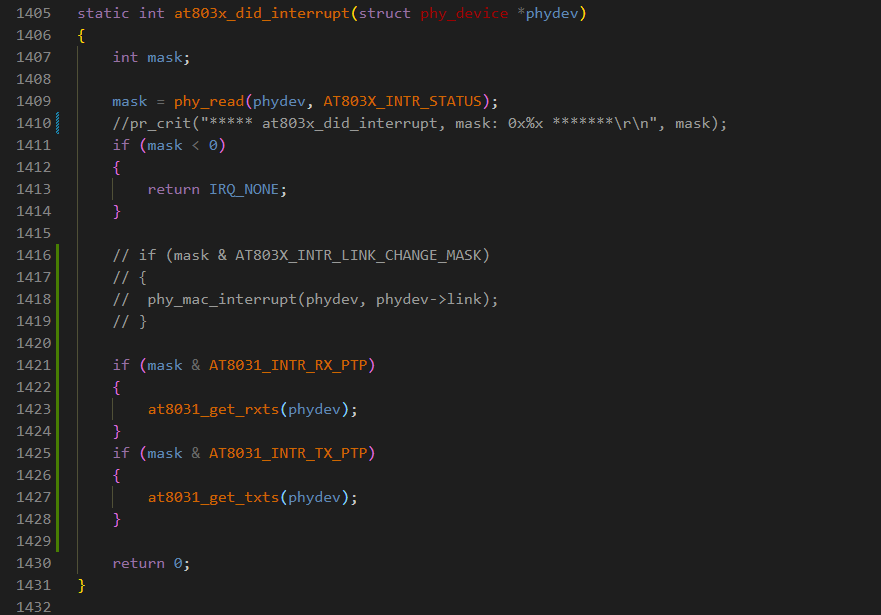 1405 static int at803x_did_interrupt(struct phy_device *phydev)
1406 {
1407     int mask;
1408
1409     mask = phy_read(phydev, AT803X_INTR_STATUS);
1410     //pr_crit("***** at803x_did_interrupt, mask: 0x%x *******\r\n", mask);
1411     if (mask < 0)
1412     {
1413         return IRQ_NONE;
1414     }
1415
1416     // if (mask & AT803X_INTR_LINK_CHANGE_MASK)
1417     // {
1418     //  phy_mac_interrupt(phydev, phydev->link);
1419     // }
1420
1421     if (mask & AT8031_INTR_RX_PTP)
1422     {
1423         at8031_get_rxts(phydev);
1424     }
1425     if (mask & AT8031_INTR_TX_PTP)
1426     {
1427         at8031_get_txts(phydev);
1428     }
1429
1430     return 0;
1431 }
1432